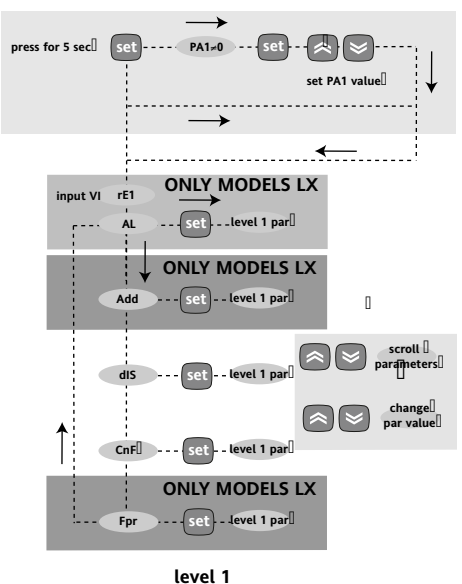 press for 5 sec set PA1≠0 set
set PA1 value
ONLY MODELS LX
input VI rE1
AL set level 1 par
ONLY MODELS LX
Add set level 1 par
scroll
parameters
dIS set level 1 par
change
par value
CnF set level 1 par
ONLY MODELS LX
Fpr set level 1 par
level 1